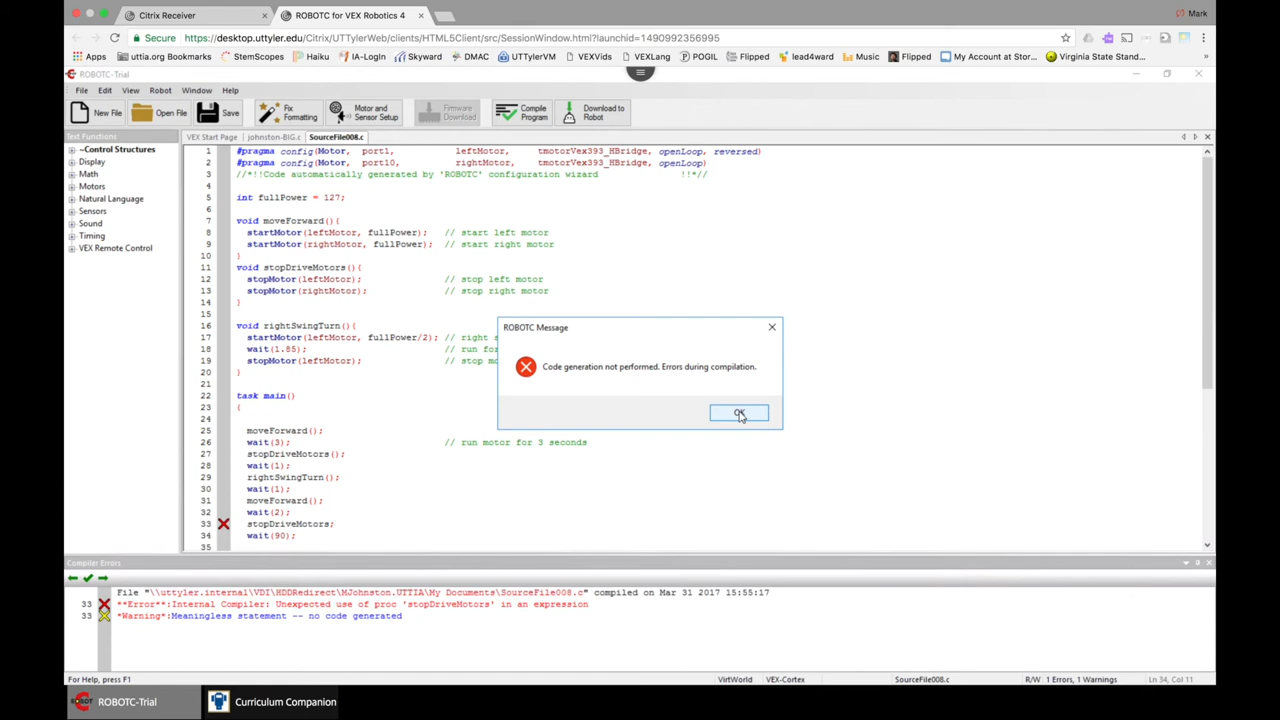 Citrix Receiver
ROBOTC for VEX Robotics 4
Mark
Secure https://desktop.uttyler.edu/Citrix/UTTylerWeb/clients/HTML5Client/src/SessionWindow.html?launchid=1490992356995
Apps uttia.org Bookmarks StemScopes Haiku IA-LogIn Skyward DMAC UTTylerVM VEXVids VEXLang POGIL Flipped lead4ward Music Flipped My Account at Stor... Virginia State Stand...
ROBOTC-Trial
File Edit View Robot Window Help
New File Open File Save Fix Formatting Motor and Sensor Setup Firmware Download Compile Program Download to Robot
Text Functions
VEX Start Page johnston-BIG.c SourceFile008.c
~Control Structures
Display
Math
Motors
Natural Language
Sensors
Sound
Timing
VEX Remote Control
1 #pragma config(Motor, port1, leftMotor, tmotorVex393_HBridge, openLoop, reversed)
2 #pragma config(Motor, port10, rightMotor, tmotorVex393_HBridge, openLoop)
3 //*!!Code automatically generated by 'ROBOTC' configuration wizard !!*//
4
5 int fullPower = 127;
6
7 void moveForward(){
8 startMotor(leftMotor, fullPower); // start left motor
9 startMotor(rightMotor, fullPower); // start right motor
10 }
11 void stopDriveMotors(){
12 stopMotor(leftMotor); // stop left motor
13 stopMotor(rightMotor); // stop right motor
14 }
15
16 void rightSwingTurn(){
17 startMotor(leftMotor, fullPower/2); // right s
18 wait(1.85); // run for
19 stopMotor(leftMotor); // stop mo
20 }
21
22 task main()
23 {
24
25 moveForward();
26 wait(3); // run motor for 3 seconds
27 stopDriveMotors();
28 wait(1);
29 rightSwingTurn();
30 wait(1);
31 moveForward();
32 wait(2);
33 stopDriveMotors;
34 wait(90);
35
ROBOTC Message
Code generation not performed. Errors during compilation.
OK
Compiler Errors
File "\\uttyler.internal\VDI\HDDRedirect\MJohnston.UTTIA\My Documents\SourceFile008.c" compiled on Mar 31 2017 15:55:17
33 **Error**:Internal Compiler: Unexpected use of proc 'stopDriveMotors' in an expression
33 *Warning*:Meaningless statement -- no code generated
For Help, press F1 VirtWorld VEX-Cortex SourceFile008.c R/W 1 Errors, 1 Warnings Ln 34, Col 11
ROBOTC-Trial Curriculum Companion